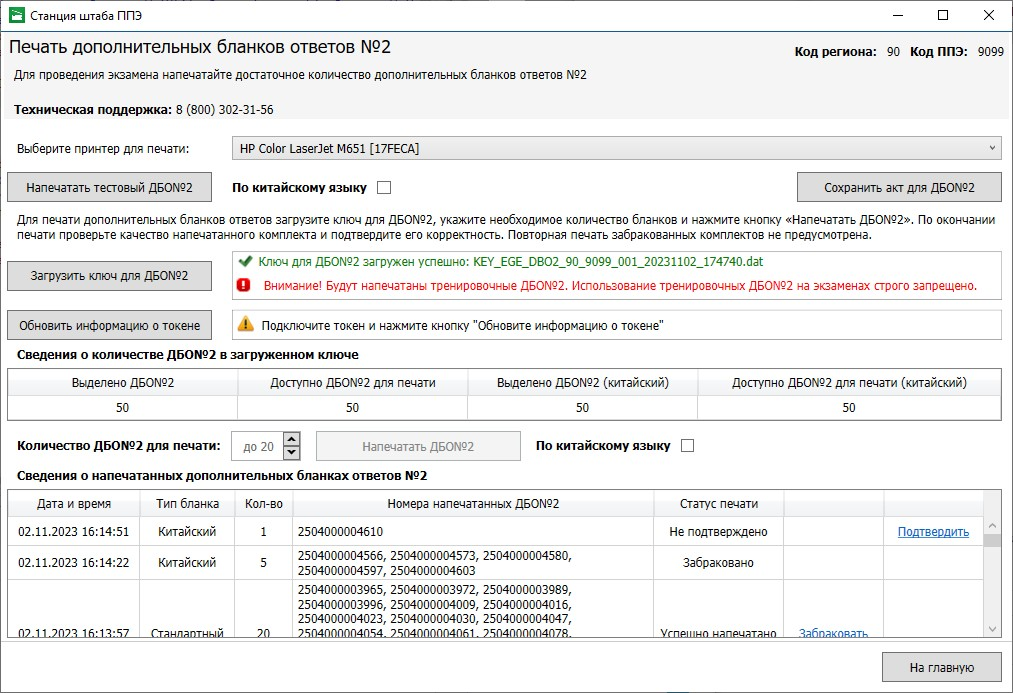 Станция штаба ППЭ
Печать дополнительных бланков ответов №2
Код региона: 90 Код ППЭ: 9099
Для проведения экзамена напечатайте достаточное количество дополнительных бланков ответов №2
Техническая поддержка: 8 (800) 302-31-56
Выберите принтер для печати:
HP Color LaserJet M651 [17FECA]
Напечатать тестовый ДБО№2
По китайскому языку
Сохранить акт для ДБО№2
Для печати дополнительных бланков ответов загрузите ключ для ДБО№2, укажите необходимое количество бланков и нажмите кнопку «Напечатать ДБО№2». По окончании
печати проверьте качество напечатанного комплекта и подтвердите его корректность. Повторная печать забракованных комплектов не предусмотрена.
Загрузить ключ для ДБО№2
Ключ для ДБО№2 загружен успешно: KEY_EGE_DBO2_90_9099_001_20231102_174740.dat
Внимание! Будут напечатаны тренировочные ДБО№2. Использование тренировочных ДБО№2 на экзаменах строго запрещено.
Обновить информацию о токене
Подключите токен и нажмите кнопку "Обновите информацию о токене"
Сведения о количестве ДБО№2 в загруженном ключе
Выделено ДБО№2 Доступно ДБО№2 для печати Выделено ДБО№2 (китайский) Доступно ДБО№2 для печати (китайский)
50 50 50 50
Количество ДБО№2 для печати: до 20 Напечатать ДБО№2 По китайскому языку
Сведения о напечатанных дополнительных бланках ответов №2
Дата и время Тип бланка Кол-во Номера напечатанных ДБО№2 Статус печати
02.11.2023 16:14:51 Китайский 1 2504000004610 Не подтверждено Подтвердить
02.11.2023 16:14:22 Китайский 5 2504000004566, 2504000004573, 2504000004580,
2504000004597, 2504000004603 Забраковано
2504000003965, 2504000003972, 2504000003989,
2504000003996, 2504000004009, 2504000004016,
2504000004023, 2504000004030, 2504000004047,
02.11.2023 16:13:57 Стандартный 20 2504000004054, 2504000004061, 2504000004078, Успешно напечатано Забраковать
На главную